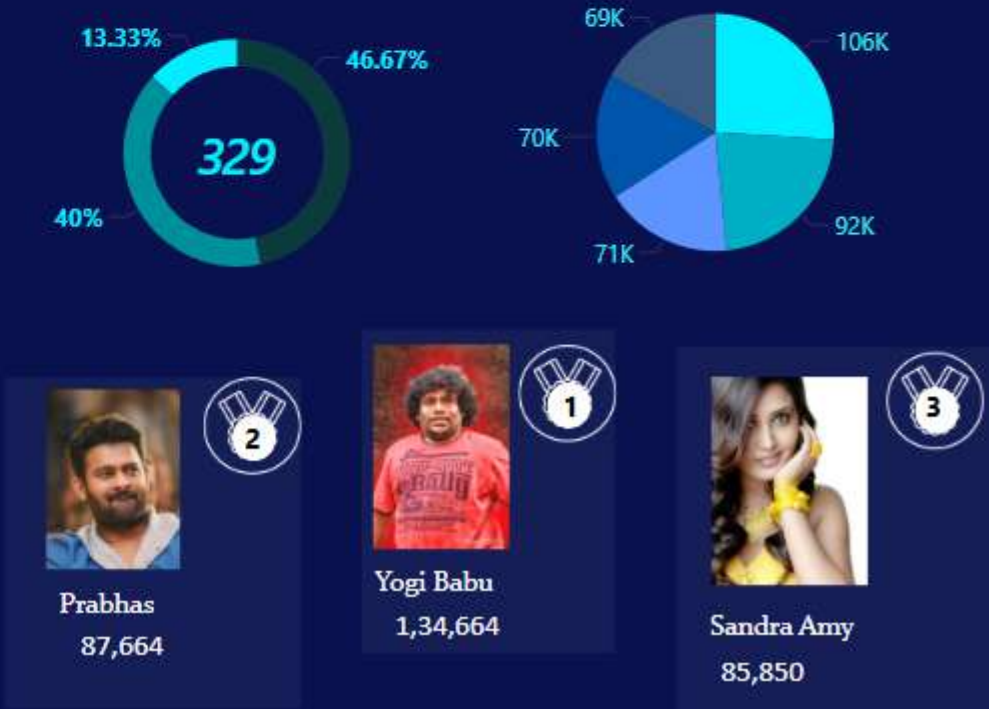 13.33%
46.67%
329
40%
69K
106K
70K
92K
71K
2
Prabhas
87,664
1
Yogi Babu
1,34,664
3
Sandra Amy
85,850